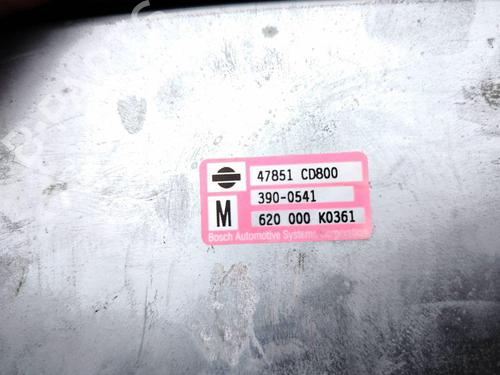 47851 CD800
390-0541
M
620 000 K0361
Bosch Automotive Systems Corporation